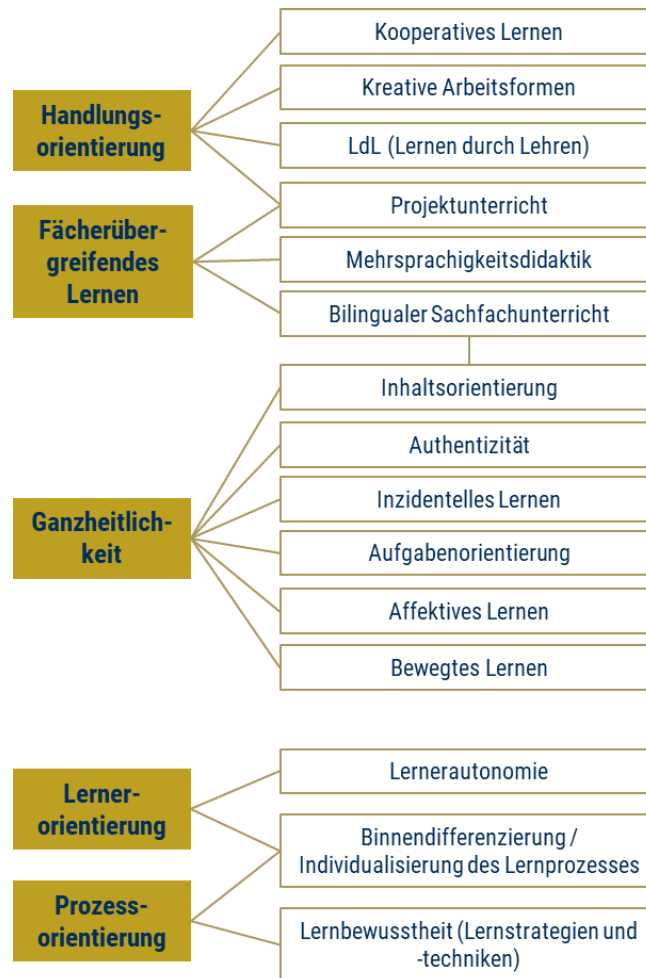 Kooperatives Lernen
Kreative Arbeitsformen
Handlungs-
orientierung
LdL (Lernen durch Lehren)
Projektunterricht
Fächerüber-
greifendes
Lernen
Mehrsprachigkeitsdidaktik
Bilingualer Sachfachunterricht
Inhaltsorientierung
Authentizität
Inzidentelles Lernen
Ganzheitlich-
keit
Aufgabenorientierung
Affektives Lernen
Bewegtes Lernen
Lernerautonomie
Lerner-
orientierung
Binnendifferenzierung /
Individualisierung des Lernprozesses
Prozess-
orientierung
Lernbewusstheit (Lernstrategien und
-techniken)